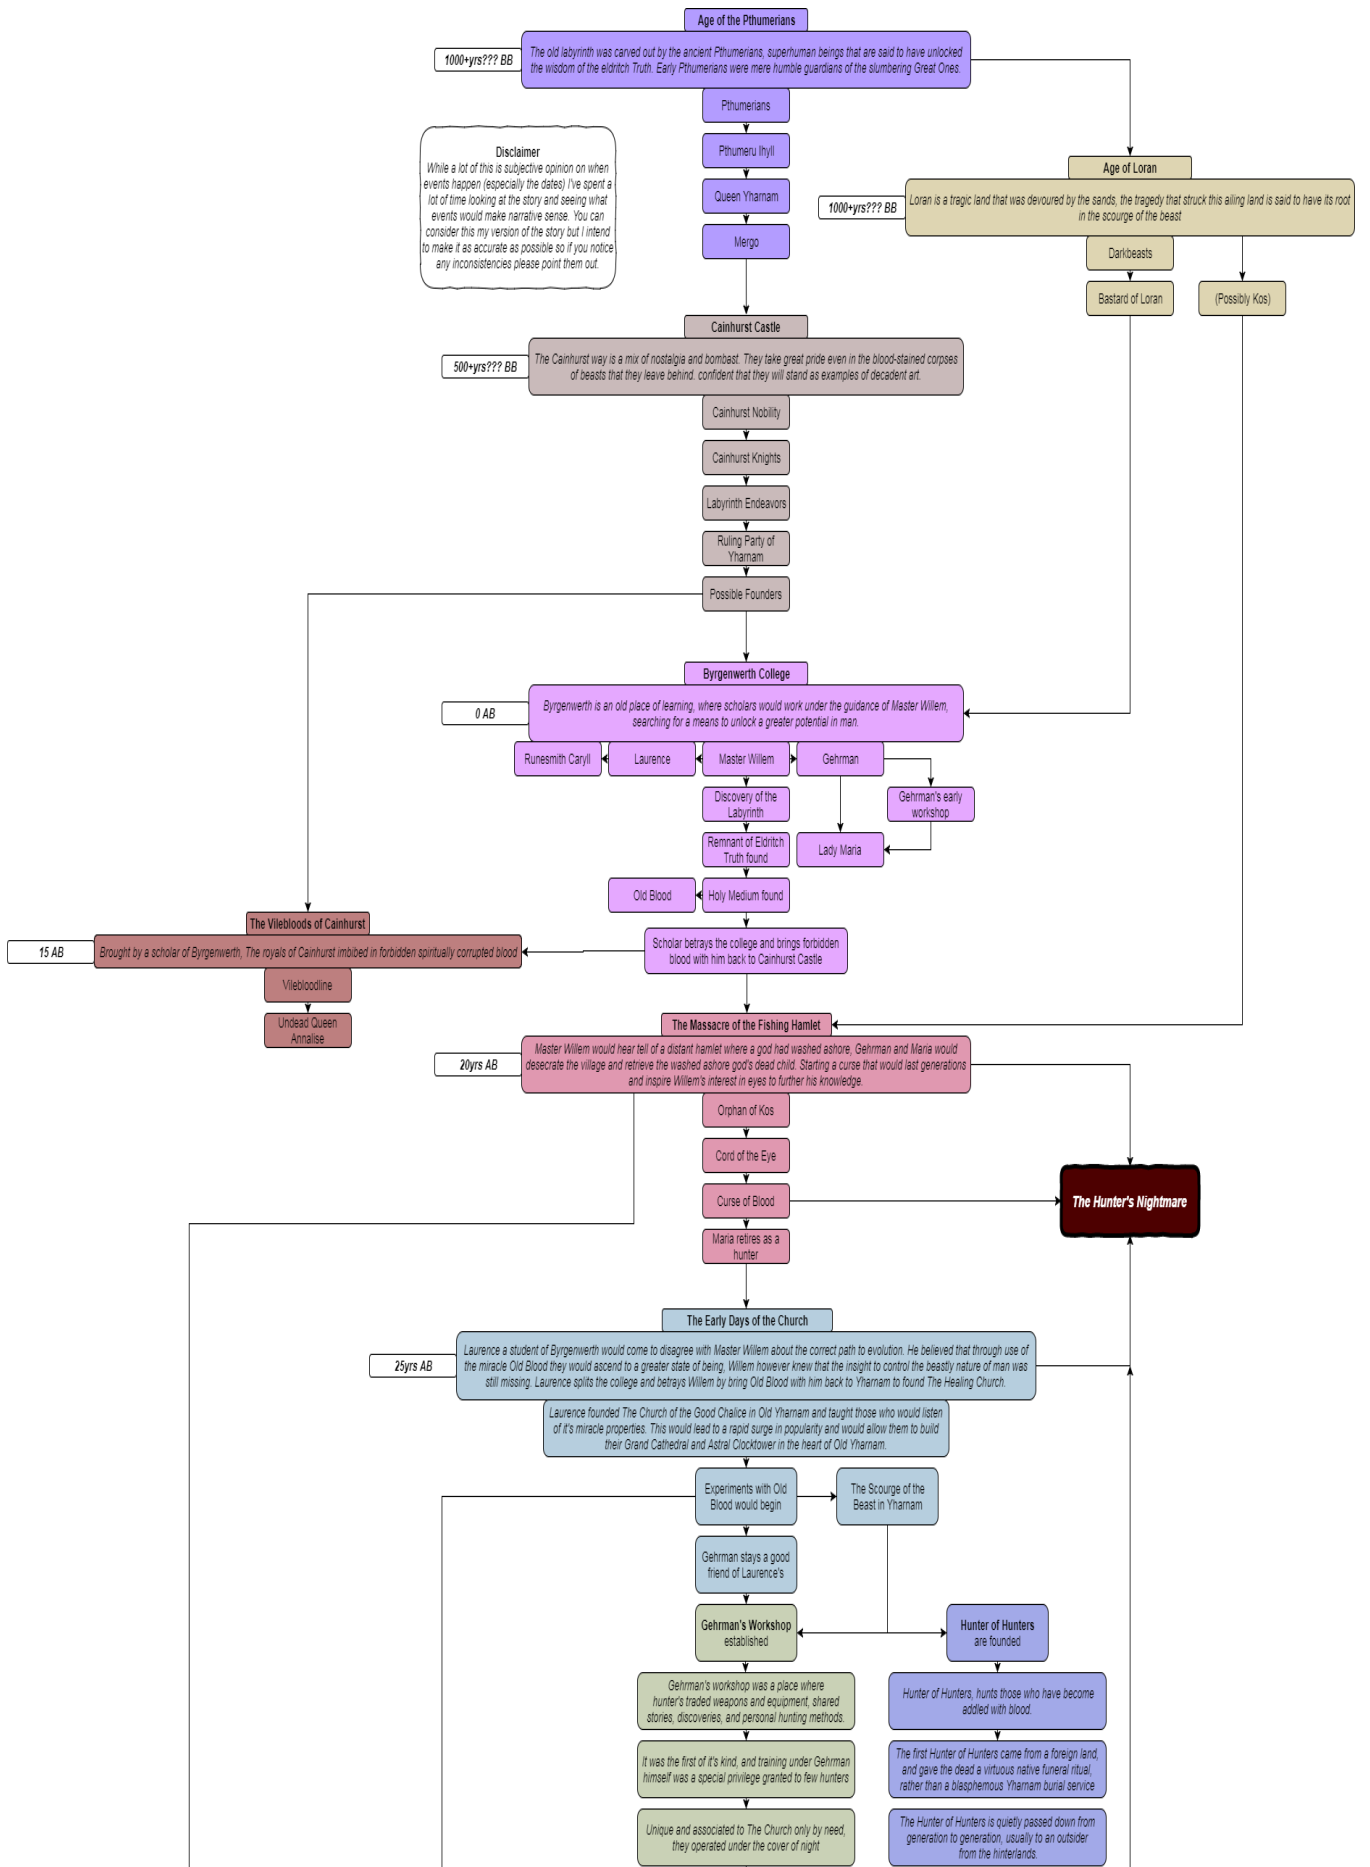 Age of the Pthumerians
1000+yrs??? BB
The old labyrinth was carved out by the ancient Pthumerians, superhuman beings that are said to have unlocked
the wisdom of the eldritch Truth. Early Pthumerians were mere humble guardians of the slumbering Great Ones.
Pthumerians
Pthumeru Ihyll
Queen Yharnam
Mergo
Disclaimer
While a lot of this is subjective opinion on when
events happen (especially the dates) I've spent a
lot of time looking at the story and seeing what
events would make narrative sense. You can
consider this my version of the story but I intend
to make it as accurate as possible so if you notice
any inconsistencies please point them out.
Age of Loran
1000+yrs??? BB
Loran is a tragic land that was devoured by the sands, the tragedy that struck this ailing land is said to have its root
in the scourge of the beast
Darkbeasts
Bastard of Loran
(Possibly Kos)
Cainhurst Castle
500+yrs??? BB
The Cainhurst way is a mix of nostalgia and bombast. They take great pride even in the blood-stained corpses
of beasts that they leave behind. confident that they will stand as examples of decadent art.
Cainhurst Nobility
Cainhurst Knights
Labyrinth Endeavors
Ruling Party of
Yharnam
Possible Founders
Byrgenwerth College
0 AB
Byrgenwerth is an old place of learning, where scholars would work under the guidance of Master Willem,
searching for a means to unlock a greater potential in man.
Runesmith Caryll
Laurence
Master Willem
Gehrman
Discovery of the
Labyrinth
Gehrman's early
workshop
Remnant of Eldritch
Truth found
Lady Maria
Old Blood
Holy Medium found
Scholar betrays the college and brings forbidden
blood with him back to Cainhurst Castle
The Vilebloods of Cainhurst
15 AB
Brought by a scholar of Byrgenwerth, The royals of Cainhurst imbibed in forbidden spiritually corrupted blood
Vilebloodline
Undead Queen
Annalise
The Massacre of the Fishing Hamlet
20yrs AB
Master Willem would hear tell of a distant hamlet where a god had washed ashore, Gehrman and Maria would
desecrate the village and retrieve the washed ashore god's dead child. Starting a curse that would last generations
and inspire Willem's interest in eyes to further his knowledge.
Orphan of Kos
Cord of the Eye
Curse of Blood
Maria retires as a
hunter
The Hunter's Nightmare
The Early Days of the Church
25yrs AB
Laurence a student of Byrgenwerth would come to disagree with Master Willem about the correct path to evolution. He believed that through use of
the miracle Old Blood they would ascend to a greater state of being, Willem however knew that the insight to control the beastly nature of man was
still missing. Laurence splits the college and betrays Willem by bring Old Blood with him back to Yharnam to found The Healing Church.
Laurence founded The Church of the Good Chalice in Old Yharnam and taught those who would listen
of it's miracle properties. This would lead to a rapid surge in popularity and would allow them to build
their Grand Cathedral and Astral Clocktower in the heart of Old Yharnam.
Experiments with Old
Blood would begin
The Scourge of the
Beast in Yharnam
Gehrman stays a good
friend of Laurence's
Gehrman's Workshop
established
Hunter of Hunters
are founded
Gehrman's workshop was a place where
hunter's traded weapons and equipment, shared
stories, discoveries, and personal hunting methods.
Hunter of Hunters, hunts those who have become
addled with blood.
It was the first of it's kind, and training under Gehrman
himself was a special privilege granted to few hunters
The first Hunter of Hunters came from a foreign land,
and gave the dead a virtuous native funeral ritual,
rather than a blasphemous Yharnam burial service
Unique and associated to The Church only by need,
they operated under the cover of night
The Hunter of Hunters is quietly passed down from
generation to generation, usually to an outsider
from the hinterlands.